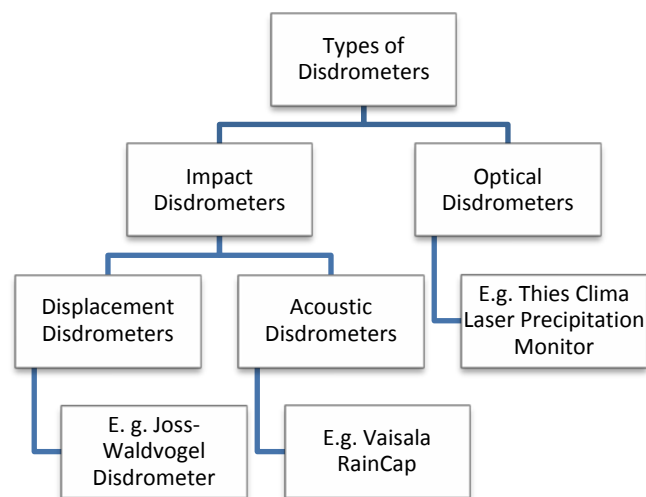 Types of
Disdrometers
Impact
Disdrometers
Optical
Disdrometers
Displacement
Disdrometers
Acoustic
Disdrometers
E.g. Thies Clima
Laser Precipitation
Monitor
E. g. Joss-
Waldvogel
Disdrometer
E.g. Vaisala
RainCap